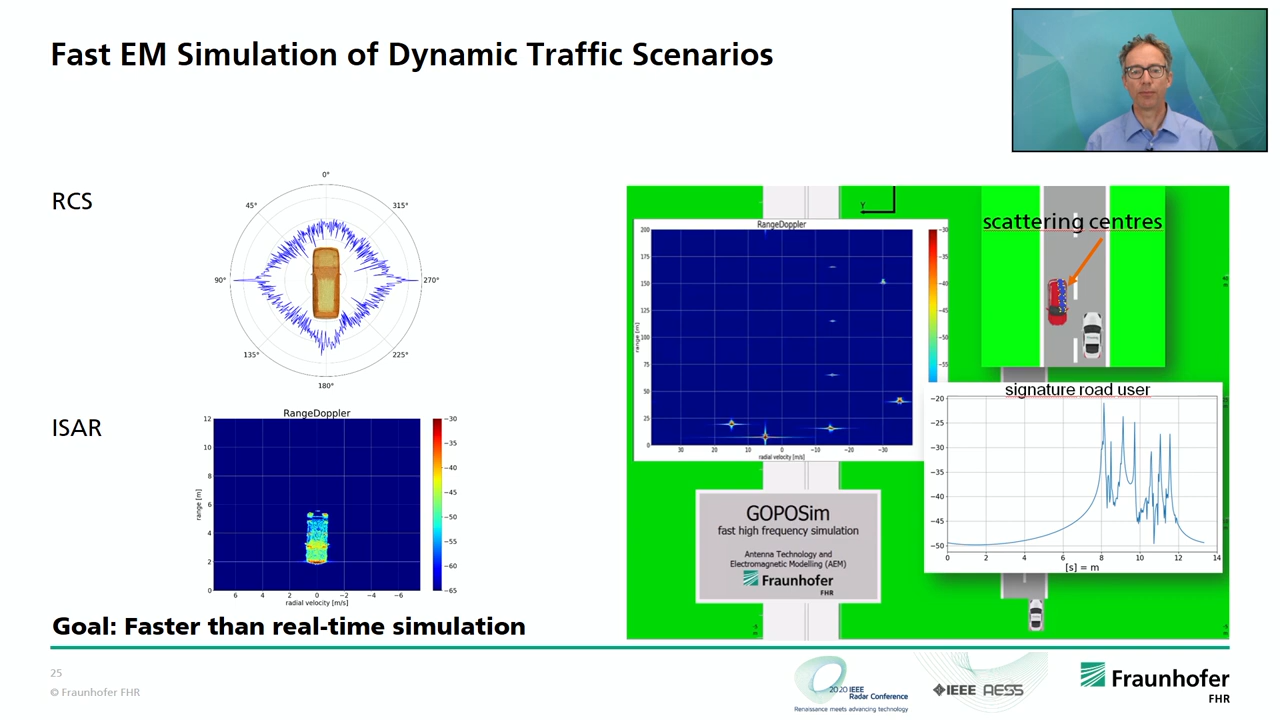 Fast EM Simulation of Dynamic Traffic Scenarios
RCS
0°
45°
315°
90°
270°
135°
225°
180°
ISAR
RangeDoppler
12
10
8
6
4
2
0
range [m]
6 4 2 0 −2 −4 −6
radial velocity [m/s]
−30
−35
−40
−45
−50
−55
−60
−65
Goal: Faster than real-time simulation
Y
RangeDoppler
200
175
150
125
100
75
50
25
0
range [m]
30 20 10 0 −10 −20 −30
radial velocity [m/s]
−30
−35
−40
−45
−50
−55
scattering centres
signature road user
−20
−25
−30
−35
−40
−45
−50
0 2 4 6 8 10 12 14
[s] = m
GOPOSim
fast high frequency simulation
Antenna Technology and
Electromagnetic Modelling (AEM)
Fraunhofer
FHR
25
© Fraunhofer FHR
2020 IEEE
Radar Conference
Renaissance meets advancing technology
IEEE AESS
Fraunhofer
FHR